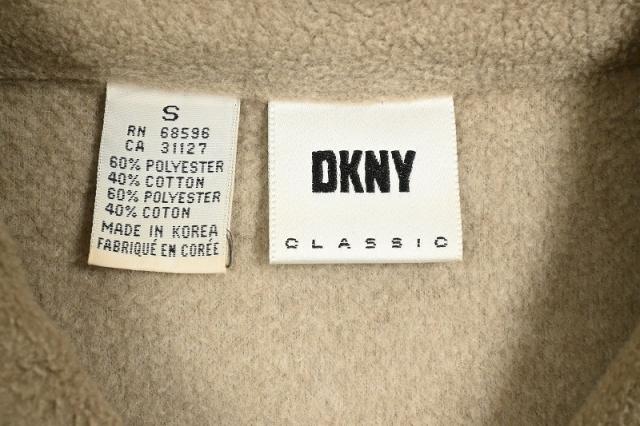 S
RN 68596
CA 31127
60% POLYESTER
40% COTTON
60% POLYESTER
40% COTON
MADE IN KOREA
FABRIQUÉ EN CORÉE
DKNY
CLASSIC